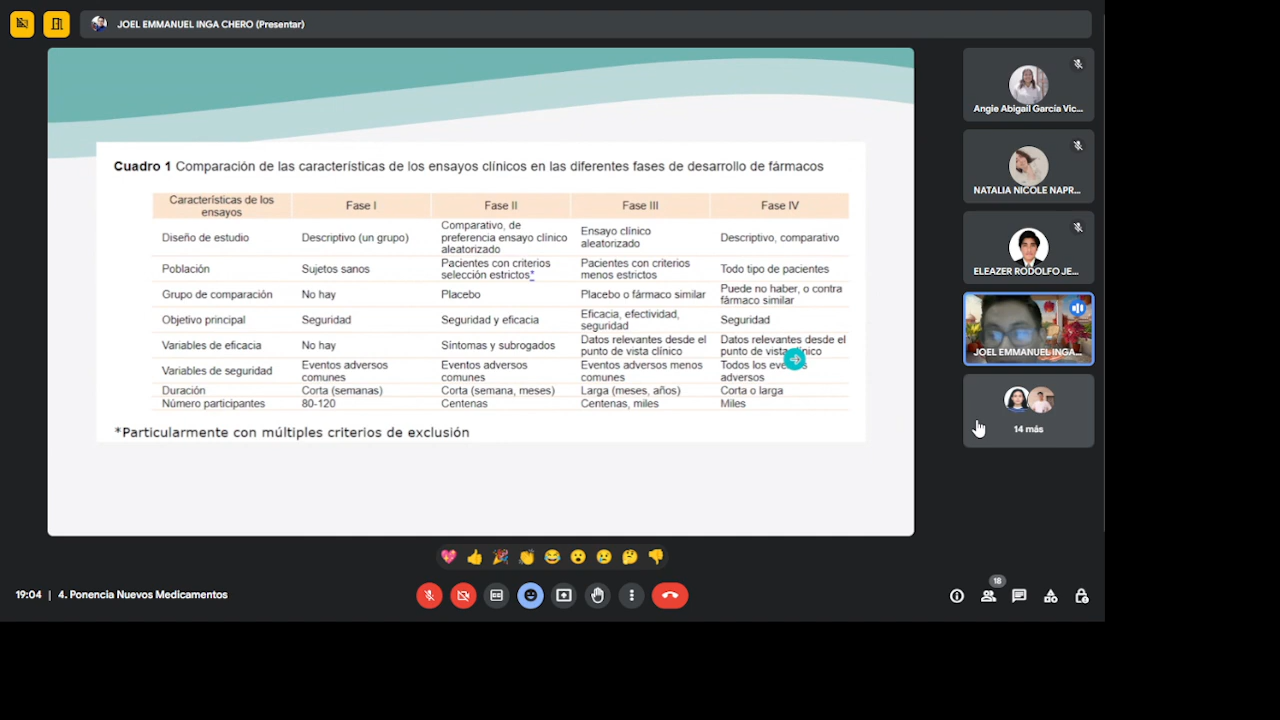 JOEL EMMANUEL INGA CHERO (Presentar)
Cuadro 1 Comparación de las características de los ensayos clínicos en las diferentes fases de desarrollo de fármacos
Características de los ensayos Fase I Fase II Fase III Fase IV
Diseño de estudio Descriptivo (un grupo) Comparativo, de preferencia ensayo clínico aleatorizado Ensayo clínico aleatorizado Descriptivo, comparativo
Población Sujetos sanos Pacientes con criterios selección estrictos* Pacientes con criterios menos estrictos Todo tipo de pacientes
Grupo de comparación No hay Placebo Placebo o fármaco similar Puede no haber, o contra fármaco similar
Objetivo principal Seguridad Seguridad y eficacia Eficacia, efectividad, seguridad Seguridad
Variables de eficacia No hay Síntomas y subrogados Datos relevantes desde el punto de vista clínico Datos relevantes desde el punto de vista clínico
Variables de seguridad Eventos adversos comunes Eventos adversos comunes Eventos adversos menos comunes Todos los eventos adversos
Duración Corta (semanas) Corta (semana, meses) Larga (meses, años) Corta o larga
Número participantes 80-120 Centenas Centenas, miles Miles
*Particularmente con múltiples criterios de exclusión
Angie Abigail García Vic...
NATALIA NICOLE NAPR...
ELEAZER RODOLFO JE...
JOEL EMMANUEL INGA...
14 más
19:04 | 4. Ponencia Nuevos Medicamentos
18